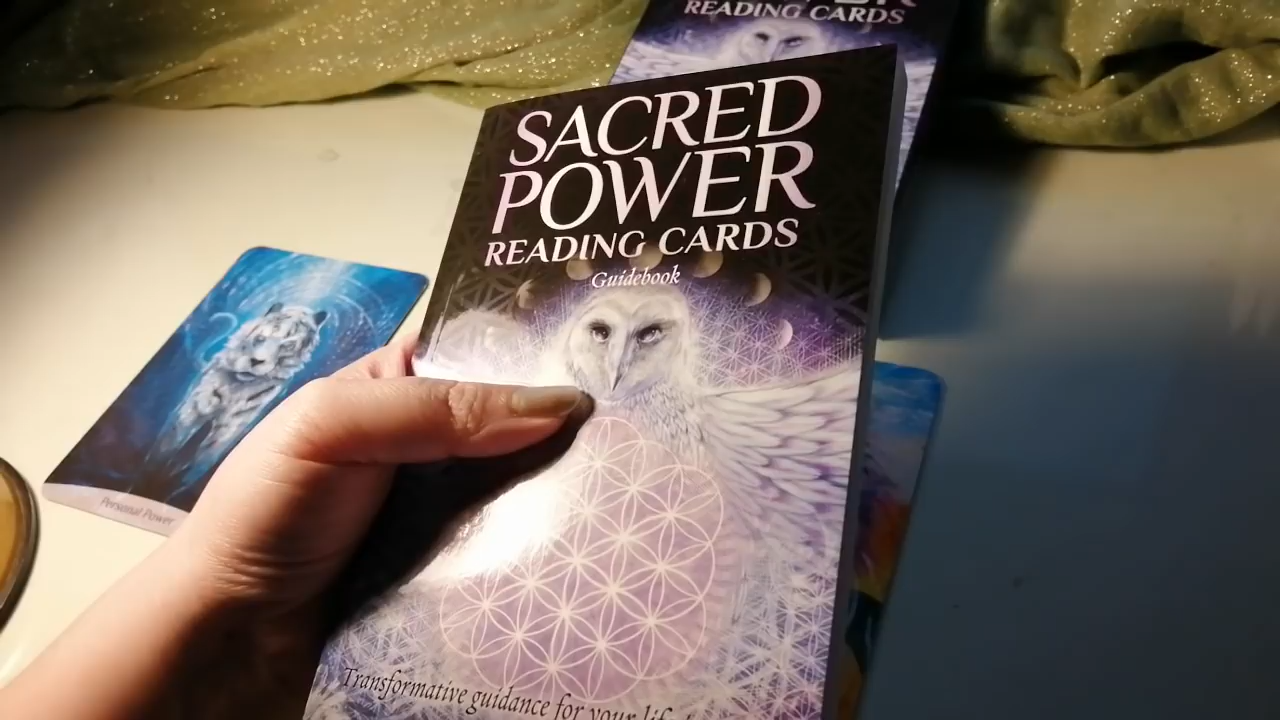 READING CARDS
SACRED
POWER
READING CARDS
Guidebook
Personal Power
Transformative guidance for your